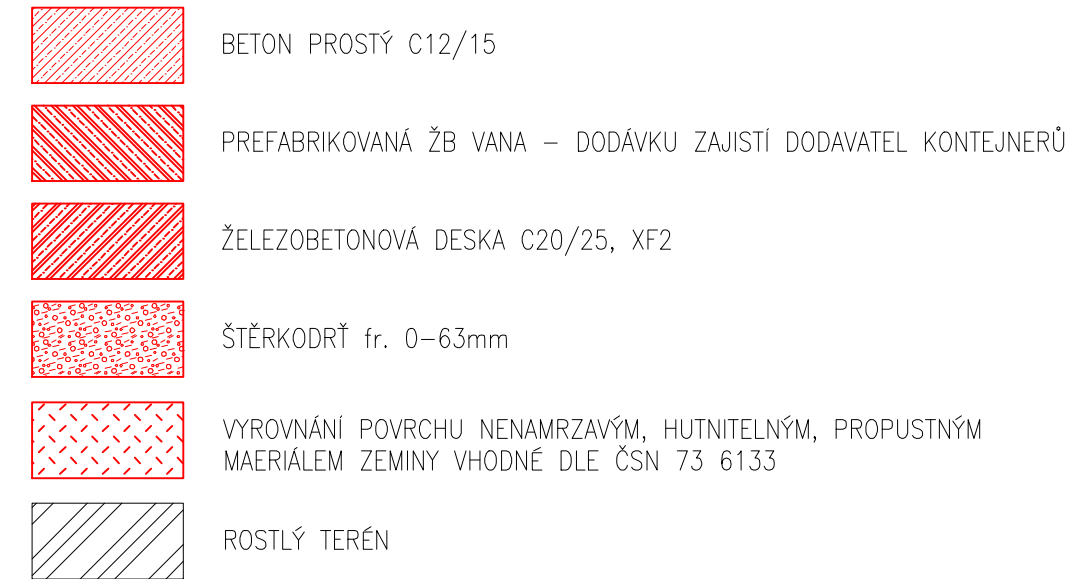 BETON PROSTÝ C12/15
PREFABRIKOVANÁ ŽB VANA – DODÁVKU ZAJISTÍ DODAVATEL KONTEJNERŮ
ŽELEZOBETONOVÁ DESKA C20/25, XF2
ŠTĚRKODRŤ fr. 0–63mm
VYROVNÁNÍ POVRCHU NENAMRZAVÝM, HUTNITELNÝM, PROPUSTNÝM
MAERIÁLEM ZEMINY VHODNÉ DLE ČSN 73 6133
ROSTLÝ TERÉN